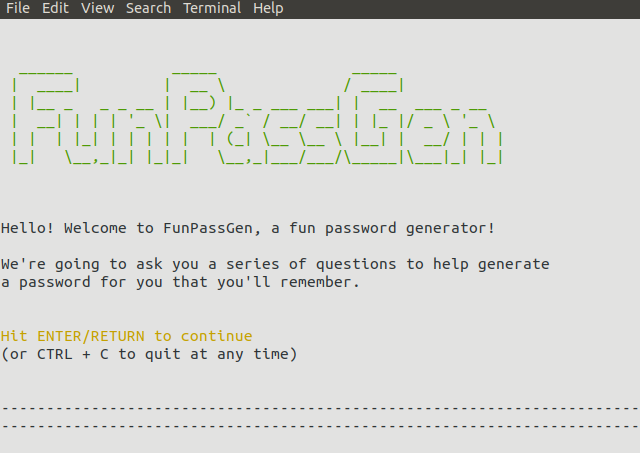 File Edit View Search Terminal Help
FunPassGen
Hello! Welcome to FunPassGen, a fun password generator!
We're going to ask you a series of questions to help generate
a password for you that you'll remember.
Hit ENTER/RETURN to continue
(or CTRL + C to quit at any time)